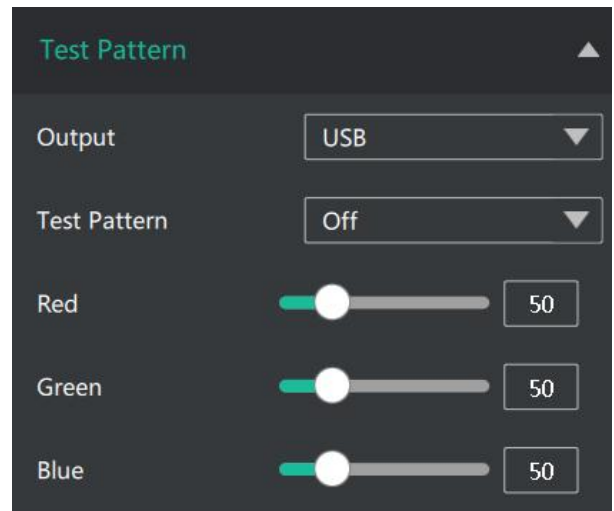 Test Pattern
Output USB
Test Pattern Off
Red 50
Green 50
Blue 50